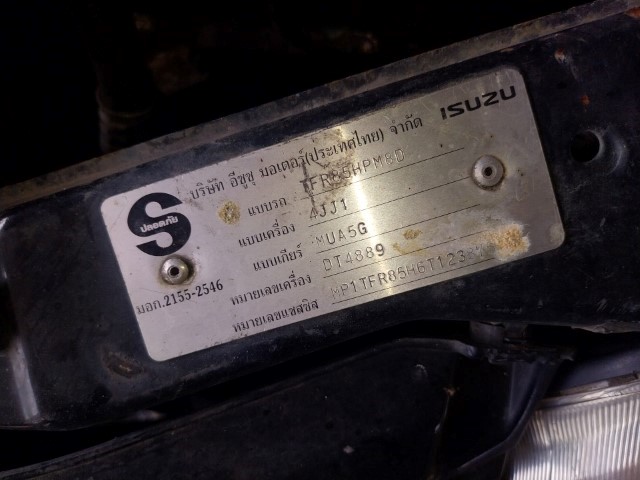 ISUZU
บริษัท อีซูซุ มอเตอร์(ประเทศไทย) จำกัด
S
ปลอดภัย
มอก.2155-2546
แบบรถ TFR85HPM8D
แบบเครื่อง 4JJ1
แบบเกียร์ MUA5G
หมายเลขเครื่อง DT4889
หมายเลขแชสซิส